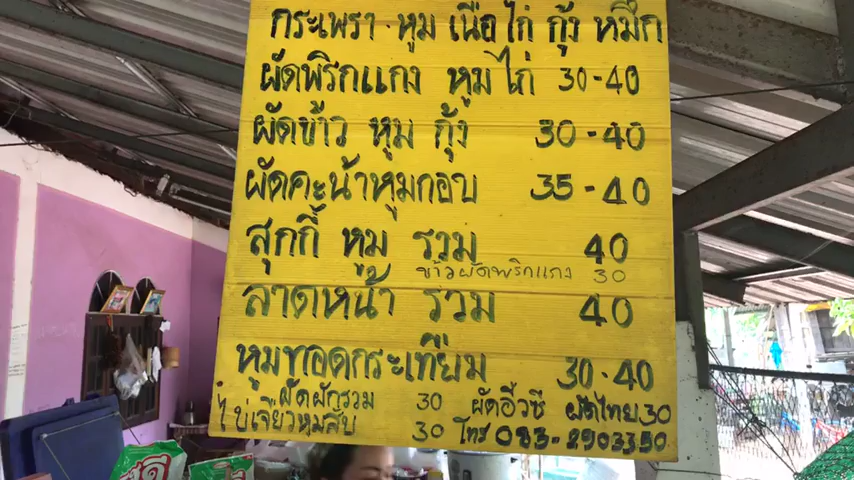 กระเพรา · หมู เนื้อ ไก่ กุ้ง หมึก
ผัดพริกแกง หมู ไก่ 30-40
ผัดข้าว หมู กุ้ง 30-40
ผัดคะน้าหมูกอบ 35-40
สุกกี้ หมู รวม 40
ข้าวผัดพริกแกง 30
ลาดหน้า รวม 40
หมูทอดกระเทียม 30-40
ผัดผักรวม 30 ผัดซีอิ้ว ผัดไทย 30
ไข่เจียวหมูสับ 30 โทร 083-2903350